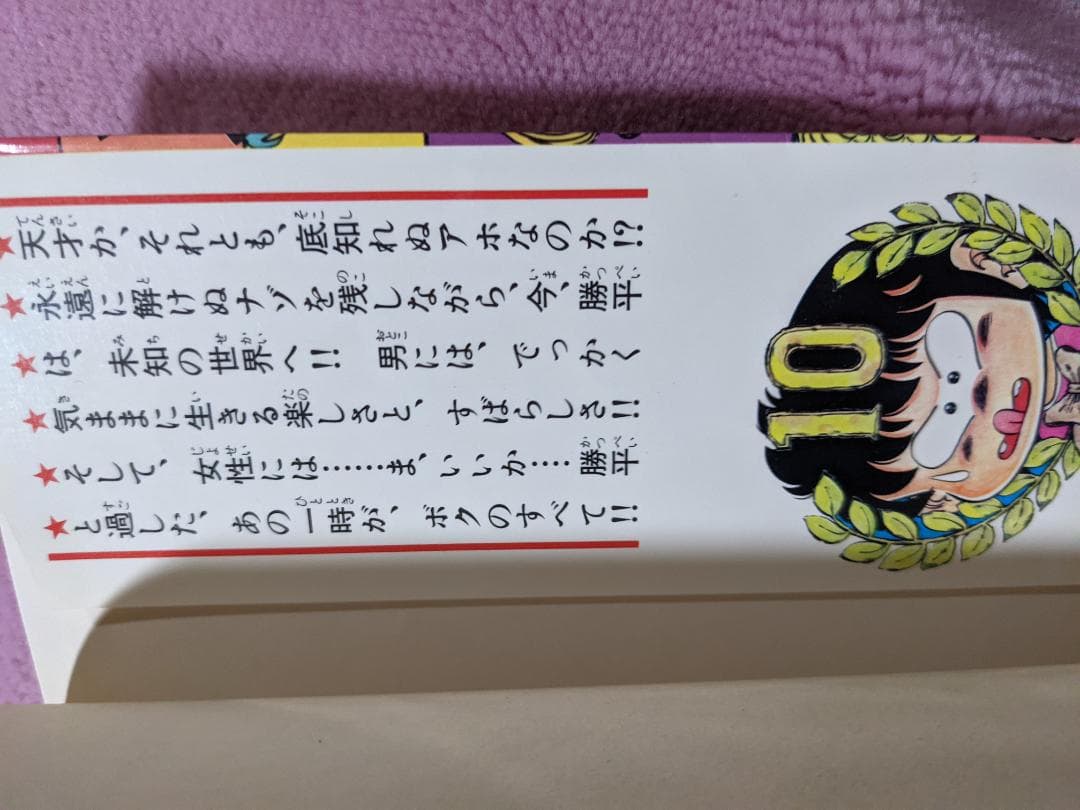 10
★天才か、それとも、底知れぬアホなのか!?
★永遠に解けぬナゾを残しながら、今、勝平
★は、未知の世界へ!! 男には、でっかく
★気ままに生きる楽しさと、すばらしさ!!
★そして、女性には……ま、いいか…勝平
★と過した、あの一時が、ボクのすべて!!